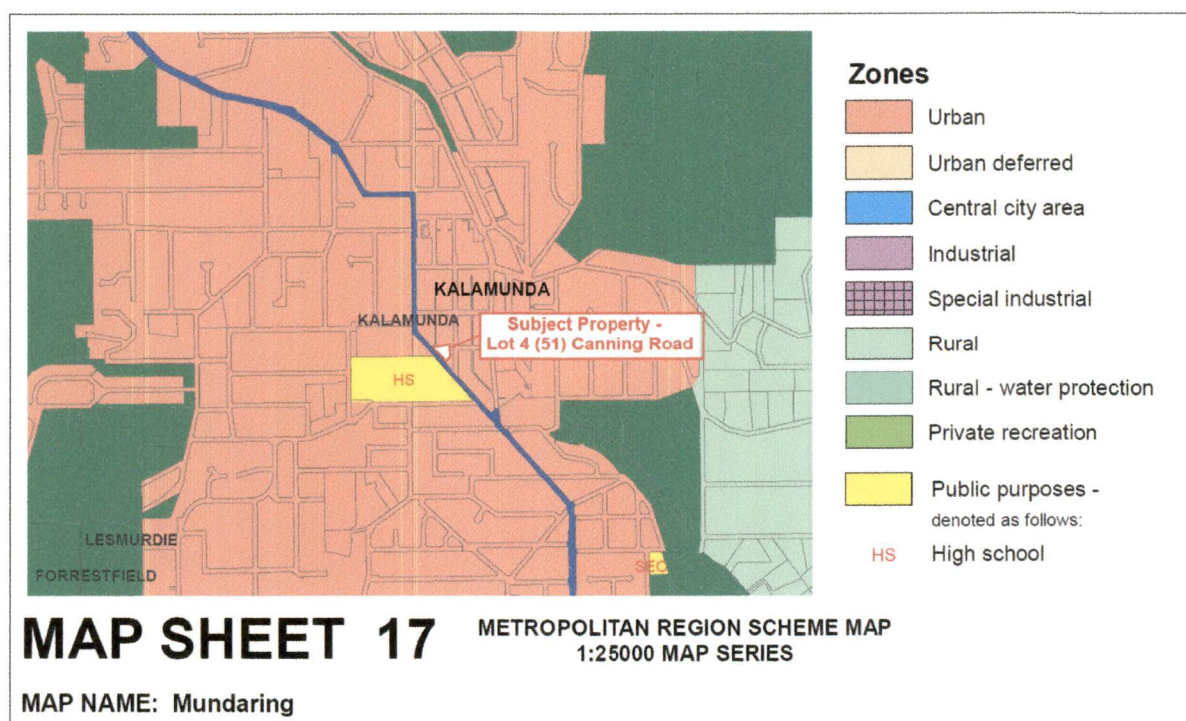 KALAMUNDA
KALAMUNDA
Subject Property -
Lot 4 (51) Canning Road
HS
LESMURDIE
FORRESTFIELD
SEC
Zones
Urban
Urban deferred
Central city area
Industrial
Special industrial
Rural
Rural - water protection
Private recreation
Public purposes -
denoted as follows:
HS High school
MAP SHEET 17
METROPOLITAN REGION SCHEME MAP
1:25000 MAP SERIES
MAP NAME: Mundaring